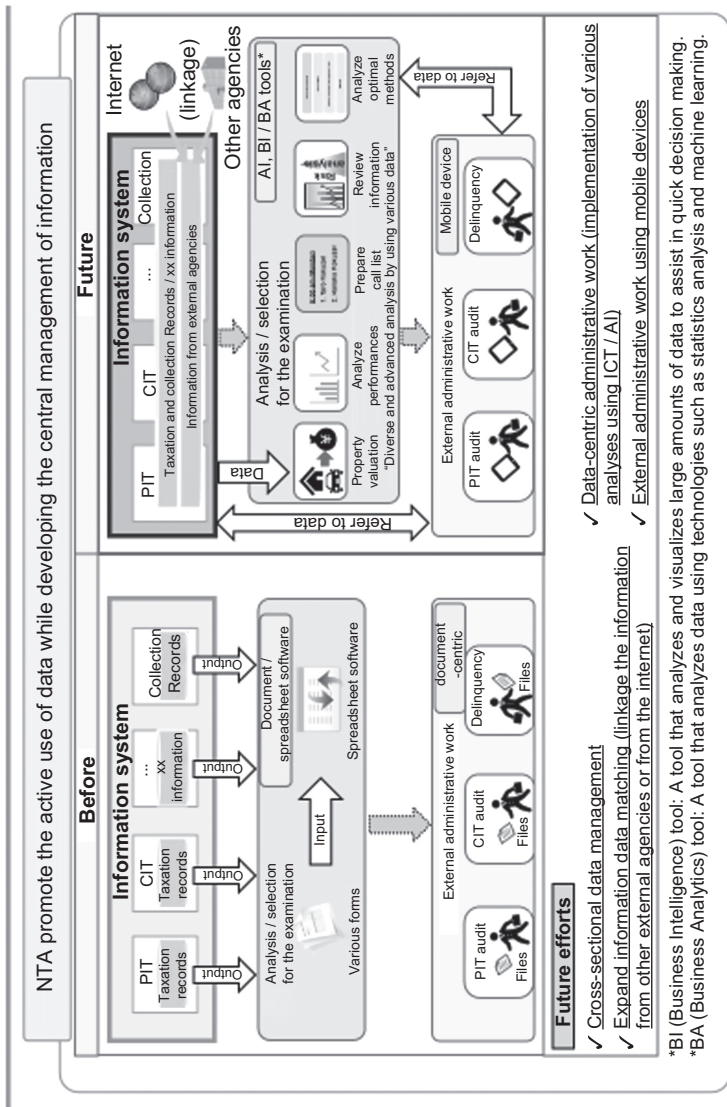 NTA promote the active use of data while developing the central management of information
Before
Information system
PIT
Taxation
records
CIT
Taxation
records
...
xx
information
Collection
Records
Output
Output
Output
Output
Analysis / selection
for the examination
Document /
spreadsheet software
Various forms
Input
Spreadsheet software
External administrative work
document
-centric
PIT audit
Files
CIT audit
Files
Delinquency
Files
Future
Information system
PIT
CIT
....
Collection
Taxation and collection Records / xx information
Information from external agencies
Internet
(linkage)
Other agencies
Data
Refer to data
Analysis / selection
for the examination
AI, BI / BA tools*
Property
valuation
Analyze
performances
Prepare
call list
Review
information
Risk
analysis
Analyze
optimal
methods
"Diverse and advanced analysis by using various data"
Refer to data
External administrative work
Mobile device
PIT audit
CIT audit
Delinquency
Future efforts
✓ Cross-sectional data management
✓ Expand information data matching (linkage the information
from other external agencies or from the internet)
✓ Data-centric administrative work (implementation of various
analyses using ICT / AI)
✓ External administrative work using mobile devices
*BI (Business Intelligence) tool: A tool that analyzes and visualizes large amounts of data to assist in quick decision making.
*BA (Business Analytics) tool: A tool that analyzes data using technologies such as statistics analysis and machine learning.